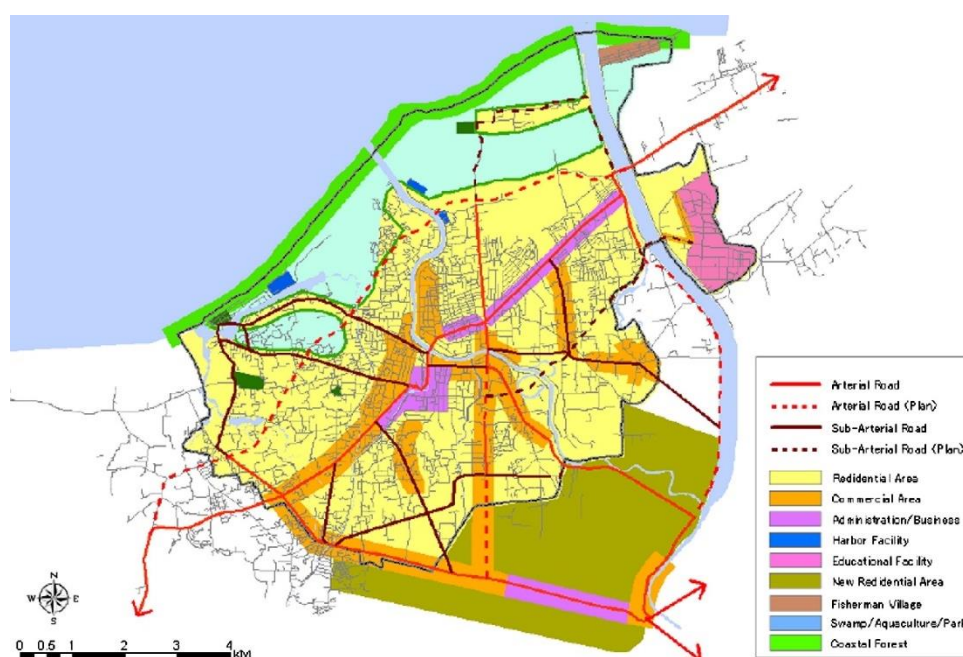 Arterial Road
Arterial Road (Plan)
Sub-Arterial Road
Sub-Arterial Road (Plan)
Redidential Area
Commercial Area
Administration/Business
Harbor Facility
Educational Facility
New Redidential Area
Fisherman Village
Swamp/Aquaculture/Park
Coastal Forest
N
W E
S
0 0.5 1 2 3 4
KM